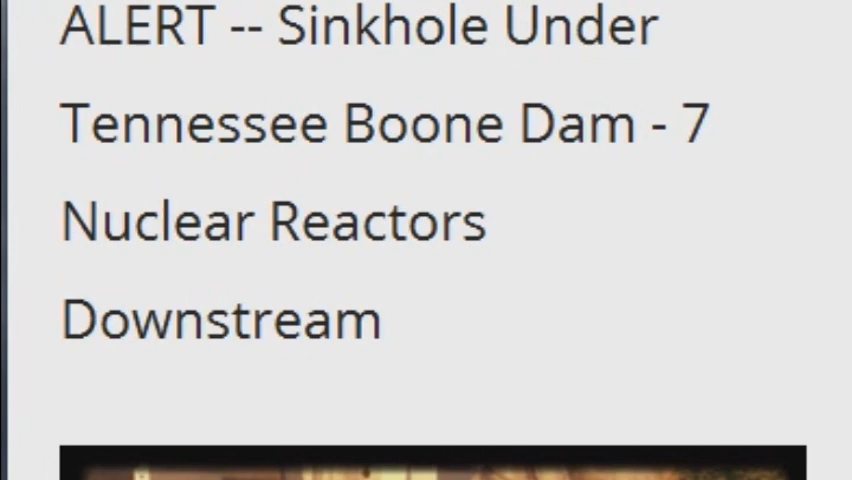 ALERT -- Sinkhole Under
Tennessee Boone Dam - 7
Nuclear Reactors
Downstream